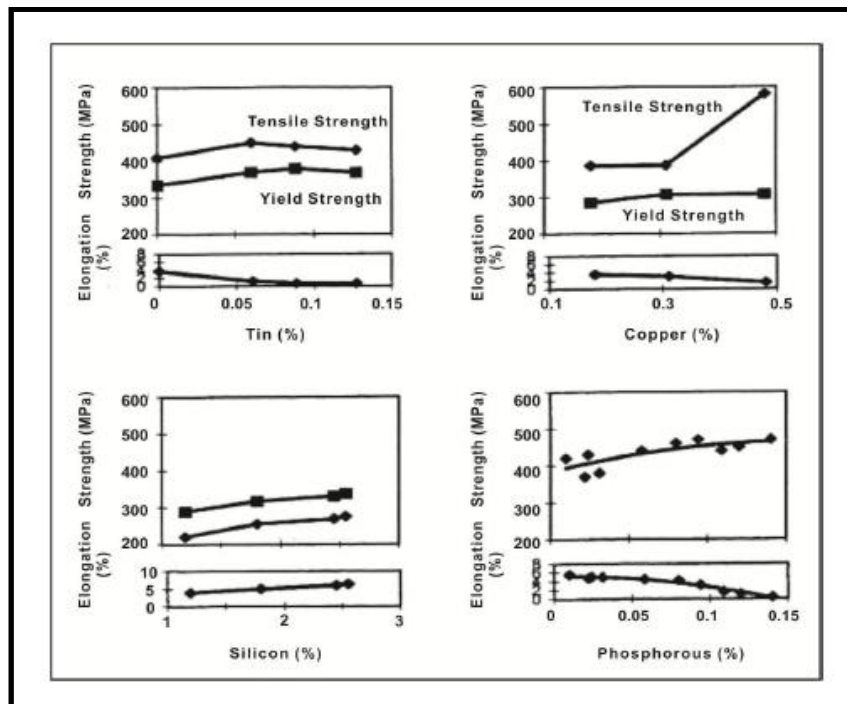 600
500
400
300
200
Tensile Strength
Yield Strength
Strength (MPa)
Elongation (%)
0
0 0.05 0.1 0.15
Tin (%)
600
500
400
300
200
Tensile Strength
Yield Strength
Strength (MPa)
Elongation (%)
0.1 0.3 0.5
Copper (%)
600
500
400
300
200
Strength (MPa)
Elongation (%)
10
5
0
1 2 3
Silicon (%)
600
500
400
300
200
Strength (MPa)
Elongation (%)
0 0.05 0.1 0.15
Phosphorous (%)